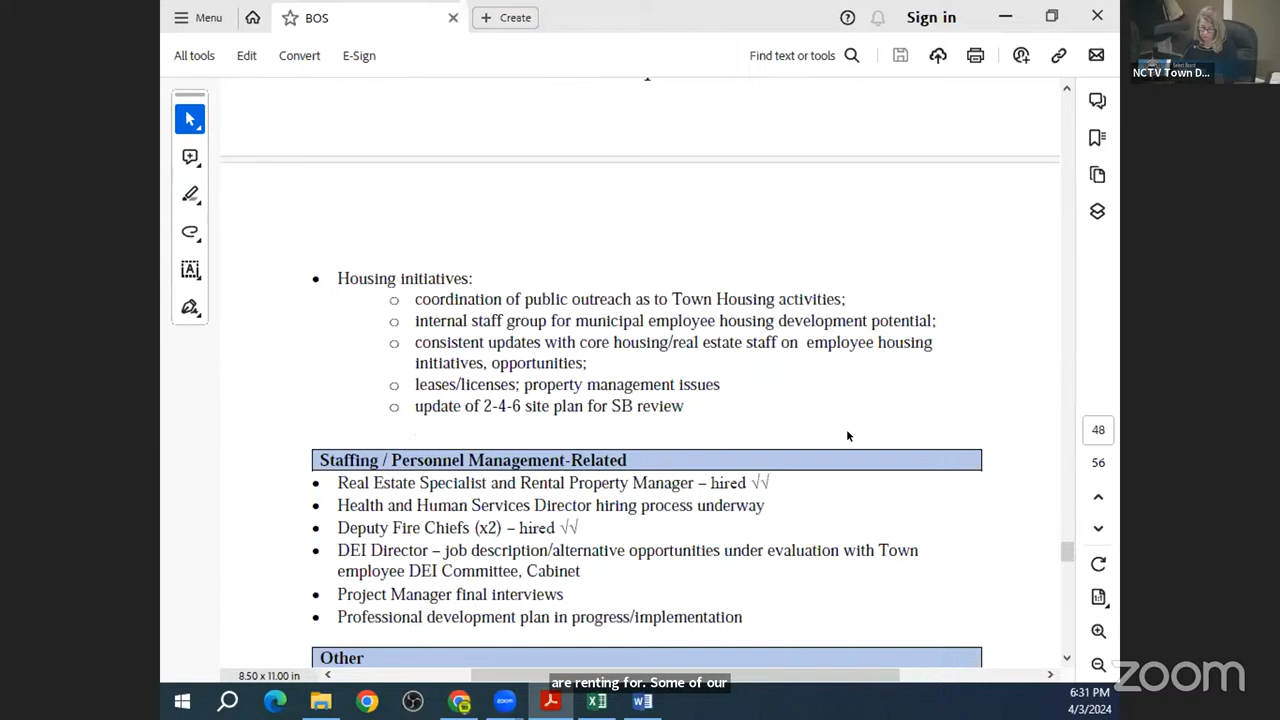 Menu
BOS
Create
Sign in
All tools
Edit
Convert
E-Sign
Find text or tools
NCTV Town D...
• Housing initiatives:
o coordination of public outreach as to Town Housing activities;
o internal staff group for municipal employee housing development potential;
o consistent updates with core housing/real estate staff on employee housing
initiatives, opportunities;
o leases/licenses; property management issues
o update of 2-4-6 site plan for SB review
Staffing / Personnel Management-Related
• Real Estate Specialist and Rental Property Manager – hired √√
• Health and Human Services Director hiring process underway
• Deputy Fire Chiefs (x2) – hired √√
• DEI Director – job description/alternative opportunities under evaluation with Town
employee DEI Committee, Cabinet
• Project Manager final interviews
• Professional development plan in progress/implementation
Other
48
56
8.50 x 11.00 in
are renting for. Some of our
6:31 PM
4/3/2024
zoom